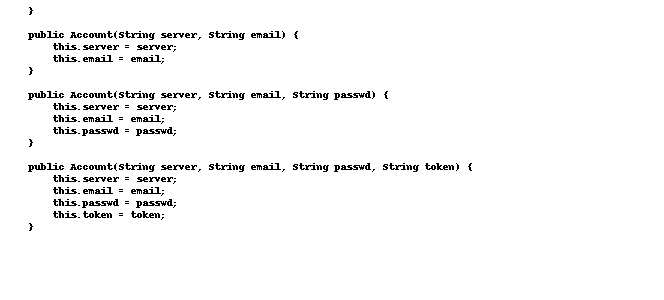 }
public Account(String server, String email) {
this.server = server;
this.email = email;
}
public Account(String server, String email, String passwd) {
this.server = server;
this.email = email;
this.passwd = passwd;
}
public Account(String server, String email, String passwd, String token) {
this.server = server;
this.email = email;
this.passwd = passwd;
this.token = token;
}